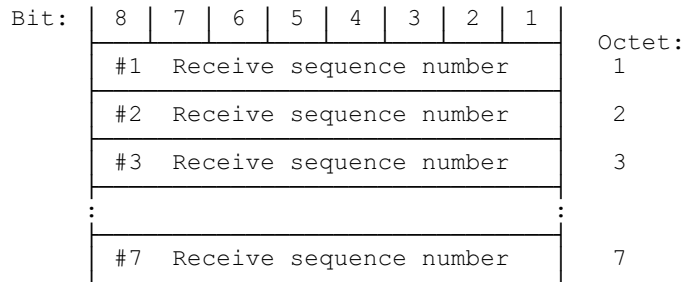 Bit: 8 7 6 5 4 3 2 1
Octet:
#1 Receive sequence number 1
#2 Receive sequence number 2
#3 Receive sequence number 3
: :
#7 Receive sequence number 7